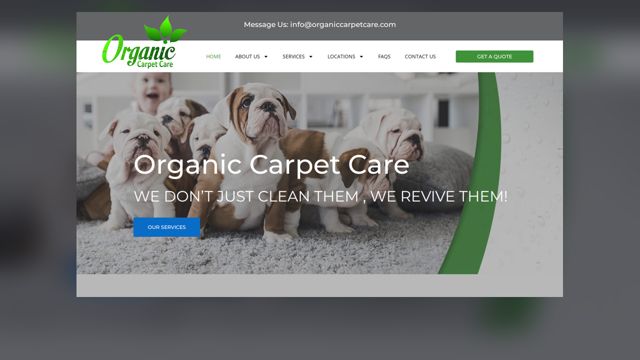 Message Us: info@organiccarpetcare.com
Organic
Carpet Care
HOME ABOUT US SERVICES LOCATIONS FAQS CONTACT US GET A QUOTE
Organic Carpet Care
WE DON'T JUST CLEAN THEM , WE REVIVE THEM!
OUR SERVICES